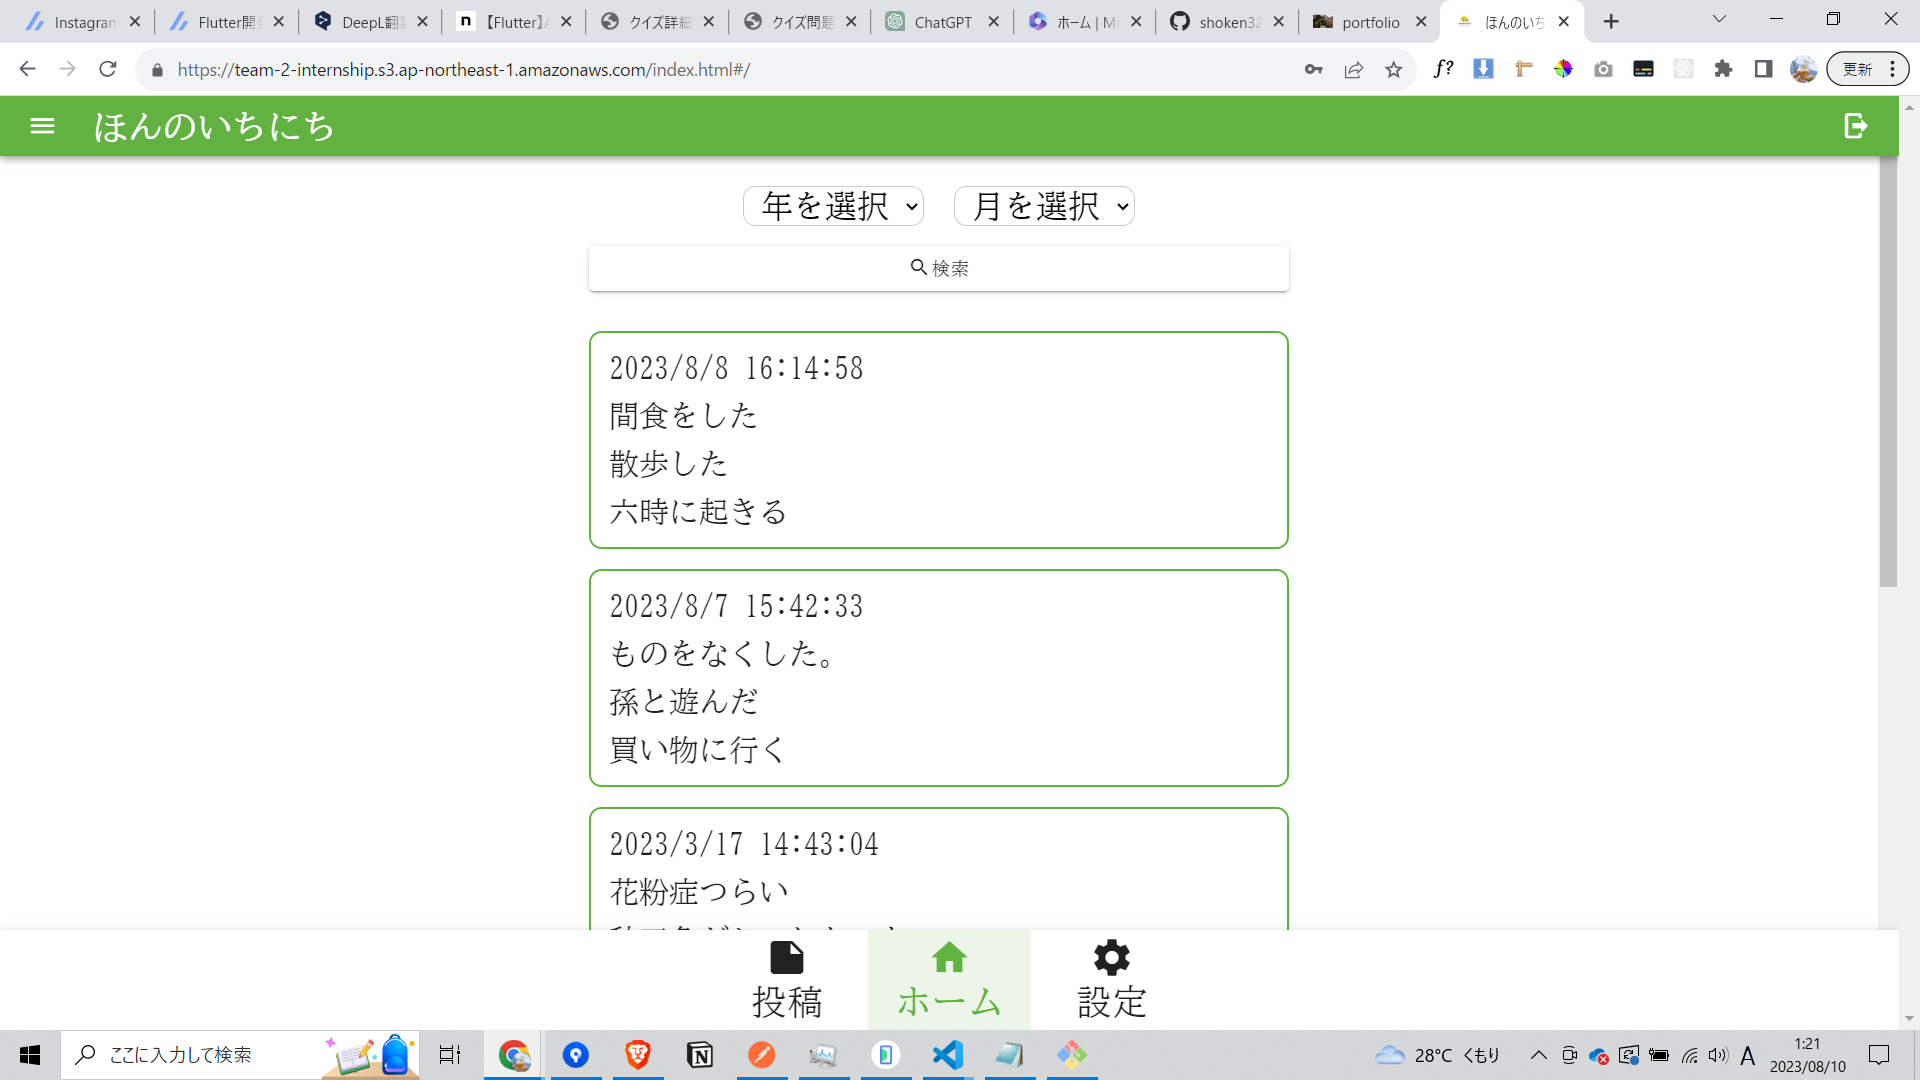 Instagram
Flutter開発
DeepL翻訳
【Flutter】A
クイズ詳細
クイズ問題
ChatGPT
ホーム | Mi
shoken32
portfolio
ほんのいち
https://team-2-internship.s3.ap-northeast-1.amazonaws.com/index.html#/
f?
更新
ほんのいちにち
年を選択 月を選択
検索
2023/8/8 16:14:58
間食をした
散歩した
六時に起きる
2023/8/7 15:42:33
ものをなくした。
孫と遊んだ
買い物に行く
2023/3/17 14:43:04
花粉症つらい
投稿 ホーム 設定
ここに入力して検索
28°C くもり
A
1:21
2023/08/10